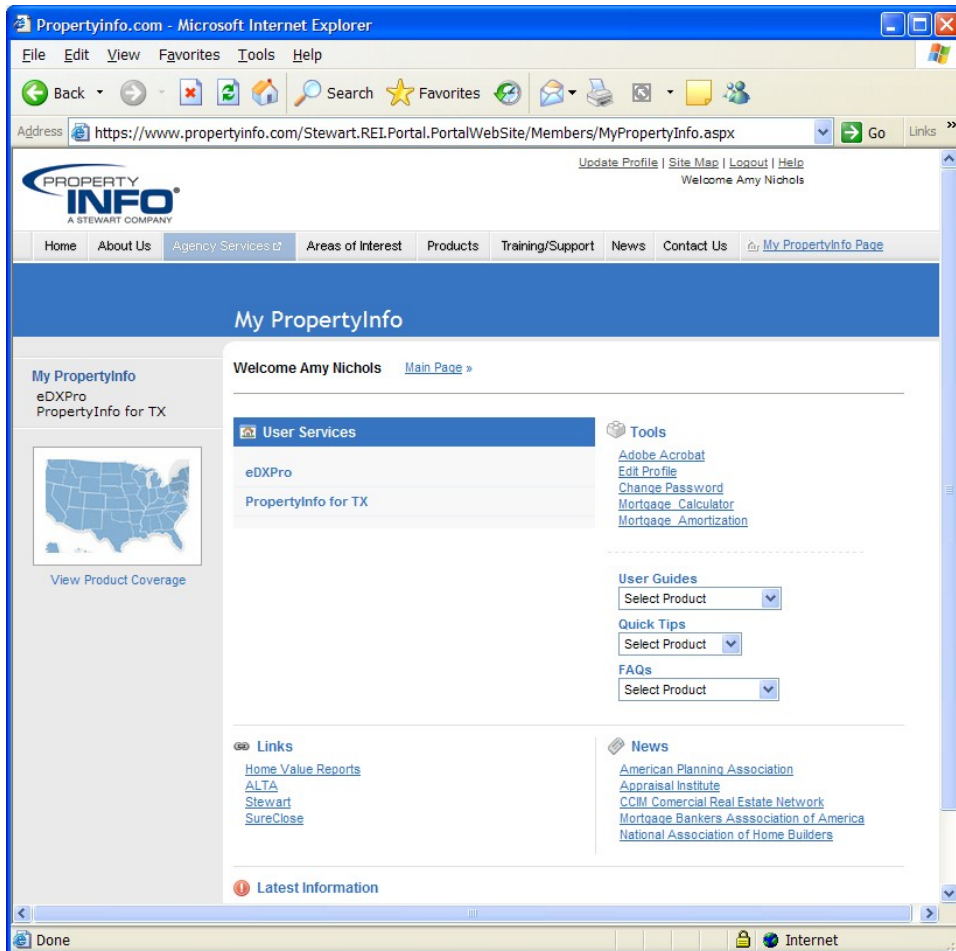 Propertyinfo.com - Microsoft Internet Explorer
File Edit View Favorites Tools Help
Back Search Favorites
Address https://www.propertyinfo.com/Stewart.REI.Portal.PortalWebSite/Members/MyPropertyInfo.aspx Go Links »
Update Profile | Site Map | Logout | Help
Welcome Amy Nichols
PROPERTY
INFO®
A STEWART COMPANY
Home About Us Agency Services Areas of Interest Products Training/Support News Contact Us My PropertyInfo Page
My PropertyInfo
My PropertyInfo
eDXPro
PropertyInfo for TX
View Product Coverage
Welcome Amy Nichols Main Page »
User Services
eDXPro
PropertyInfo for TX
Tools
Adobe Acrobat
Edit Profile
Change Password
Mortgage Calculator
Mortgage Amortization
User Guides
Select Product
Quick Tips
Select Product
FAQs
Select Product
Links
Home Value Reports
ALTA
Stewart
SureClose
News
American Planning Association
Appraisal Institute
CCIM Comercial Real Estate Network
Mortgage Bankers Asssociation of America
National Association of Home Builders
Latest Information
Done Internet